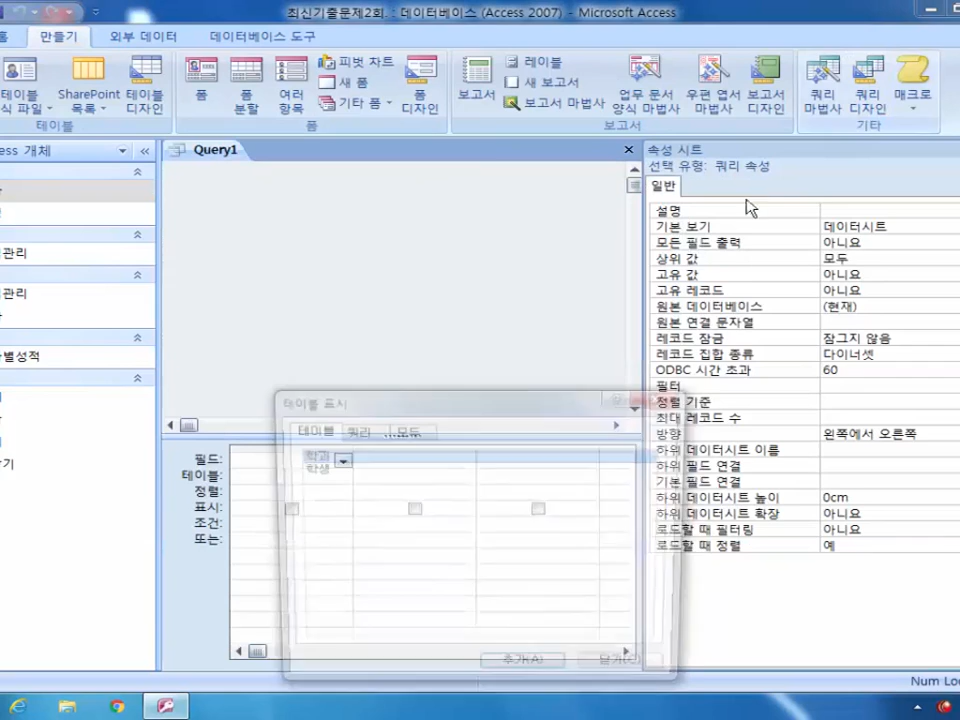 최신기출문제2회. : 데이터베이스 (Access 2007) - Microsoft Access
홈 만들기 외부 데이터 데이터베이스 도구
테이블 SharePoint 테이블
식 파일 목록 디자인
테이블
폼 폼 분할 여러 항목 피벗 차트 새 폼 기타 폼 폼 디자인
폼
보고서 레이블 새 보고서 보고서 마법사 업무 문서 양식 마법사 우편 엽서 마법사 보고서 디자인
보고서
쿼리 마법사 쿼리 디자인 매크로
기타
ess 개체 «
관리
관리
별성적
기
Query1
속성 시트
선택 유형: 쿼리 속성
일반
설명
기본 보기 데이터시트
모든 필드 출력 아니요
상위 값 모두
고유 값 아니요
고유 레코드 아니요
원본 데이터베이스 (현재)
원본 연결 문자열
레코드 잠금 잠그지 않음
레코드 집합 종류 다이너셋
ODBC 시간 초과 60
필터
정렬 기준
최대 레코드 수
방향 왼쪽에서 오른쪽
하위 데이터시트 이름
하위 필드 연결
기본 필드 연결
하위 데이터시트 높이 0cm
하위 데이터시트 확장 아니요
로드할 때 필터링 아니요
로드할 때 정렬 예
테이블 표시
테이블 쿼리 모두
학과
학생
필드:
테이블:
정렬:
표시:
조건:
또는:
추가(A) 닫기(C)
Num Loc